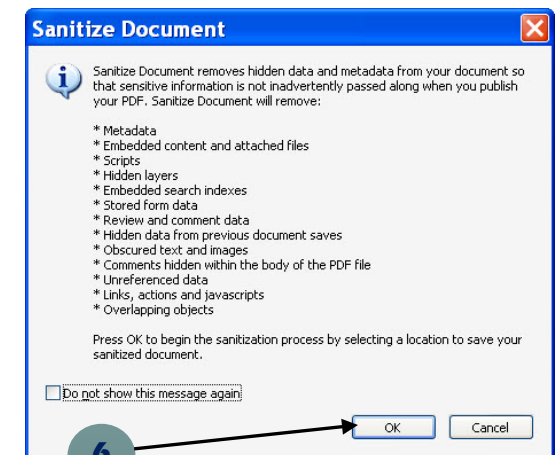 Sanitize Document
Sanitize Document removes hidden data and metadata from your document so
that sensitive information is not inadvertently passed along when you publish
your PDF. Sanitize Document will remove:
* Metadata
* Embedded content and attached files
* Scripts
* Hidden layers
* Embedded search indexes
* Stored form data
* Review and comment data
* Hidden data from previous document saves
* Obscured text and images
* Comments hidden within the body of the PDF file
* Unreferenced data
* Links, actions and javascripts
* Overlapping objects
Press OK to begin the sanitization process by selecting a location to save your
sanitized document.
Do not show this message again
OK Cancel
6